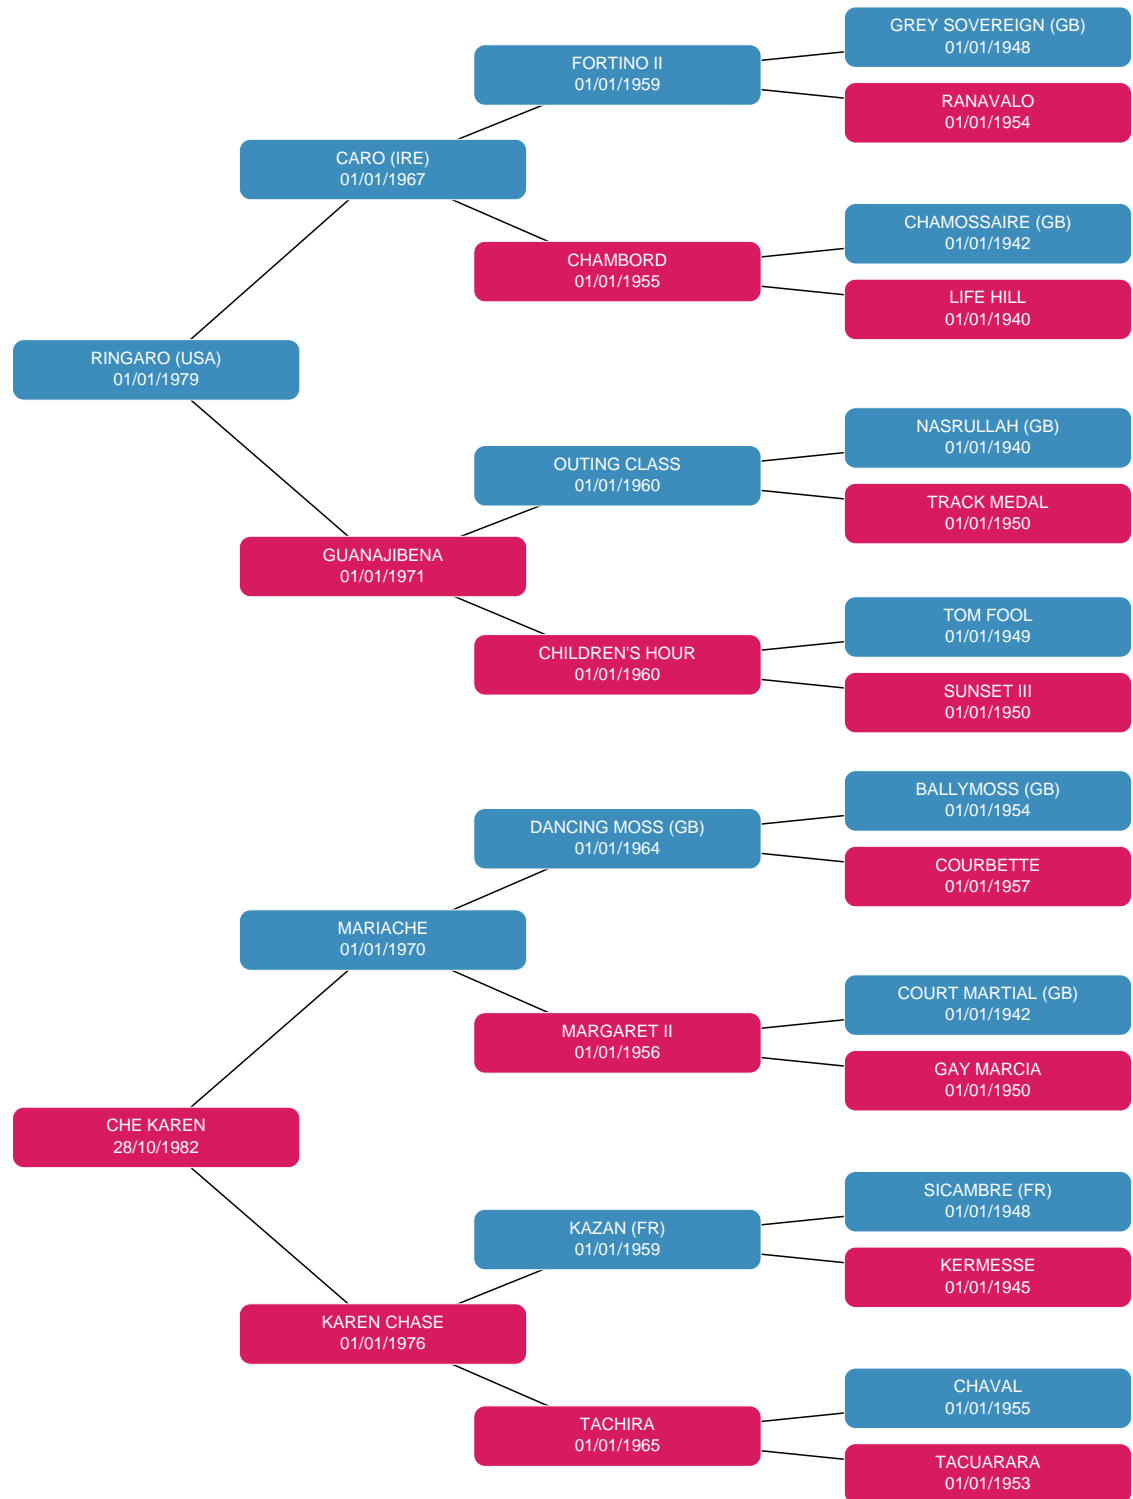 GREY SOVEREIGN (GB)
01/01/1948
FORTINO II
01/01/1959
RANAVALO
01/01/1954
CARO (IRE)
01/01/1967
CHAMOSSAIRE (GB)
01/01/1942
CHAMBORD
01/01/1955
LIFE HILL
01/01/1940
RINGARO (USA)
01/01/1979
NASRULLAH (GB)
01/01/1940
OUTING CLASS
01/01/1960
TRACK MEDAL
01/01/1950
GUANAJIBENA
01/01/1971
TOM FOOL
01/01/1949
CHILDREN'S HOUR
01/01/1960
SUNSET III
01/01/1950
BALLYMOSS (GB)
01/01/1954
DANCING MOSS (GB)
01/01/1964
COURBETTE
01/01/1957
MARIACHE
01/01/1970
COURT MARTIAL (GB)
01/01/1942
MARGARET II
01/01/1956
GAY MARCIA
01/01/1950
CHE KAREN
28/10/1982
SICAMBRE (FR)
01/01/1948
KAZAN (FR)
01/01/1959
KERMESSE
01/01/1945
KAREN CHASE
01/01/1976
CHAVAL
01/01/1955
TACHIRA
01/01/1965
TACUARARA
01/01/1953